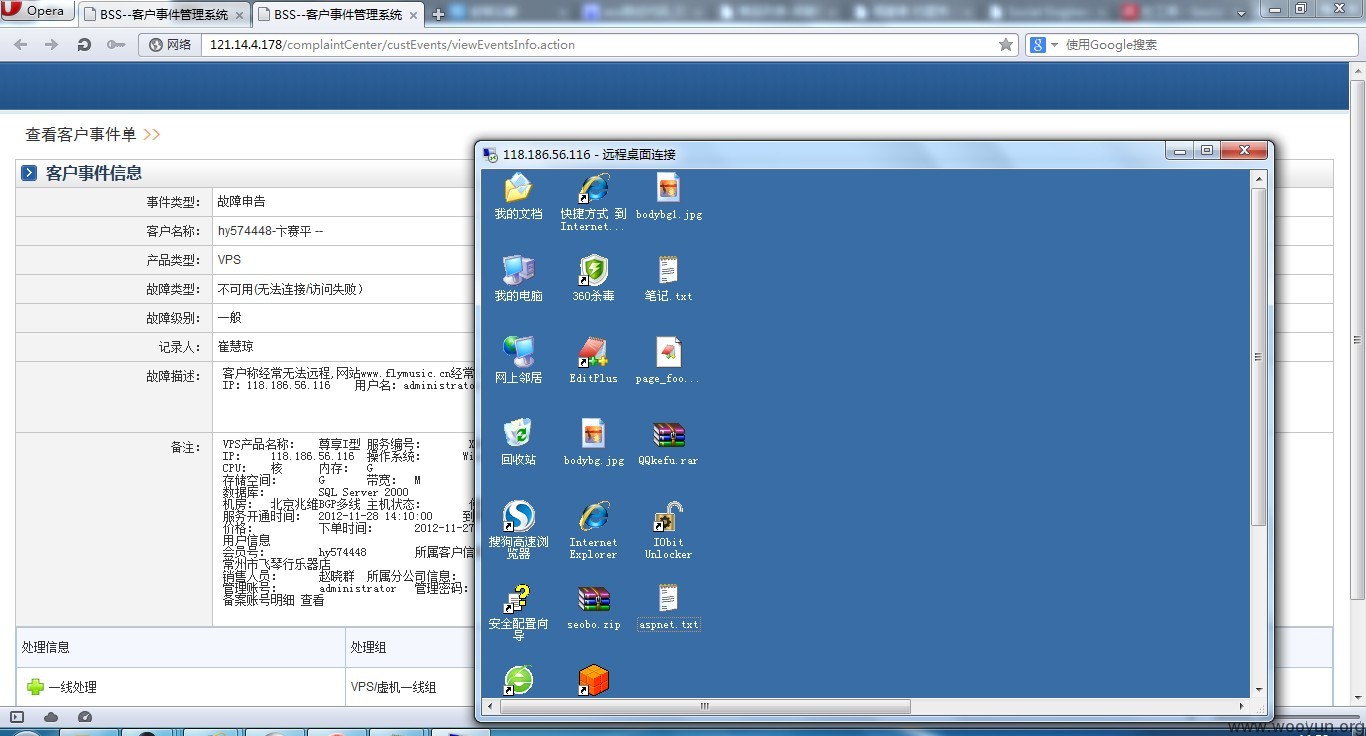 Opera
BSS--客户事件管理系统
BSS--客户事件管理系统
网络
121.14.4.178/complaintCenter/custEvents/viewEventsInfo.action
使用Google搜索
查看客户事件单 >>
客户事件信息
事件类型： 故障申告
客户名称： hy574448-卞赛平 --
产品类型： VPS
故障类型： 不可用(无法连接/访问失败)
故障级别： 一般
记录人： 崔慧琼
故障描述： 客户称经常无法远程,网站www.flymusic.cn经常
IP: 118.186.56.116 用户名: administrato
备注： VPS产品名称： 尊享I型 服务编号： X
IP: 118.186.56.116 操作系统： Wi
CPU: 核 内存： G
存储空间： G 带宽： M
数据库： SQL Server 2000
机房： 北京兆维BGP多线 主机状态：
服务开通时间： 2012-11-28 14:10:00 到
价格： 下单时间： 2012-11-27
用户信息
会员号： hy574448 所属客户信
常州市飞琴行乐器店
销售人员： 赵晓群 所属分公司信息：
管理账号： administrator 管理密码：
备案账号明细 查看
处理信息 处理组
一线处理 VPS/虚机一线组
118.186.56.116 - 远程桌面连接
我的文档
快捷方式 到
Internet...
bodybg1.jpg
我的电脑
360杀毒
笔记.txt
网上邻居
EditPlus
page_foo...
回收站
bodybg.jpg
QQkefu.rar
搜狗高速浏
览器
Internet
Explorer
IObit
Unlocker
安全配置向
导
seobo.zip
aspnet.txt
www.wooyun.org